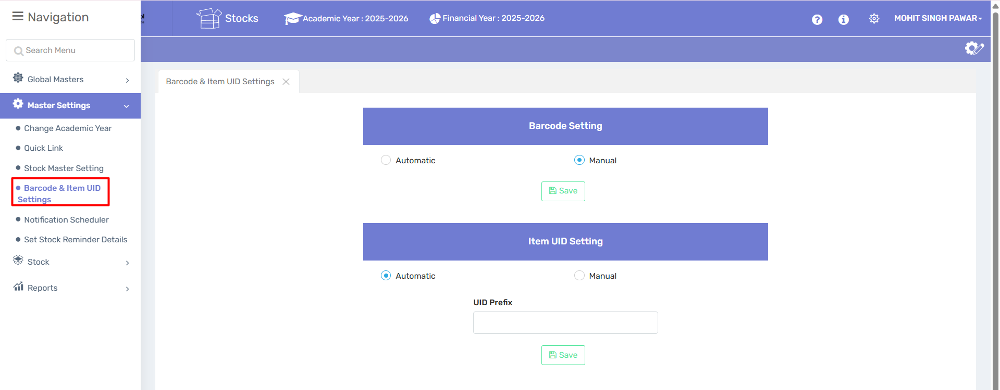 Navigation
ol
da
Stocks
Academic Year : 2025-2026
Financial Year : 2025-2026
MOHIT SINGH PAWAR
Search Menu
Global Masters
Master Settings
Change Academic Year
Quick Link
Stock Master Setting
Barcode & Item UID
Settings
Notification Scheduler
Set Stock Reminder Details
Stock
Reports
Barcode & Item UID Settings
Barcode Setting
Automatic
Manual
Save
Item UID Setting
Automatic
Manual
UID Prefix
Save